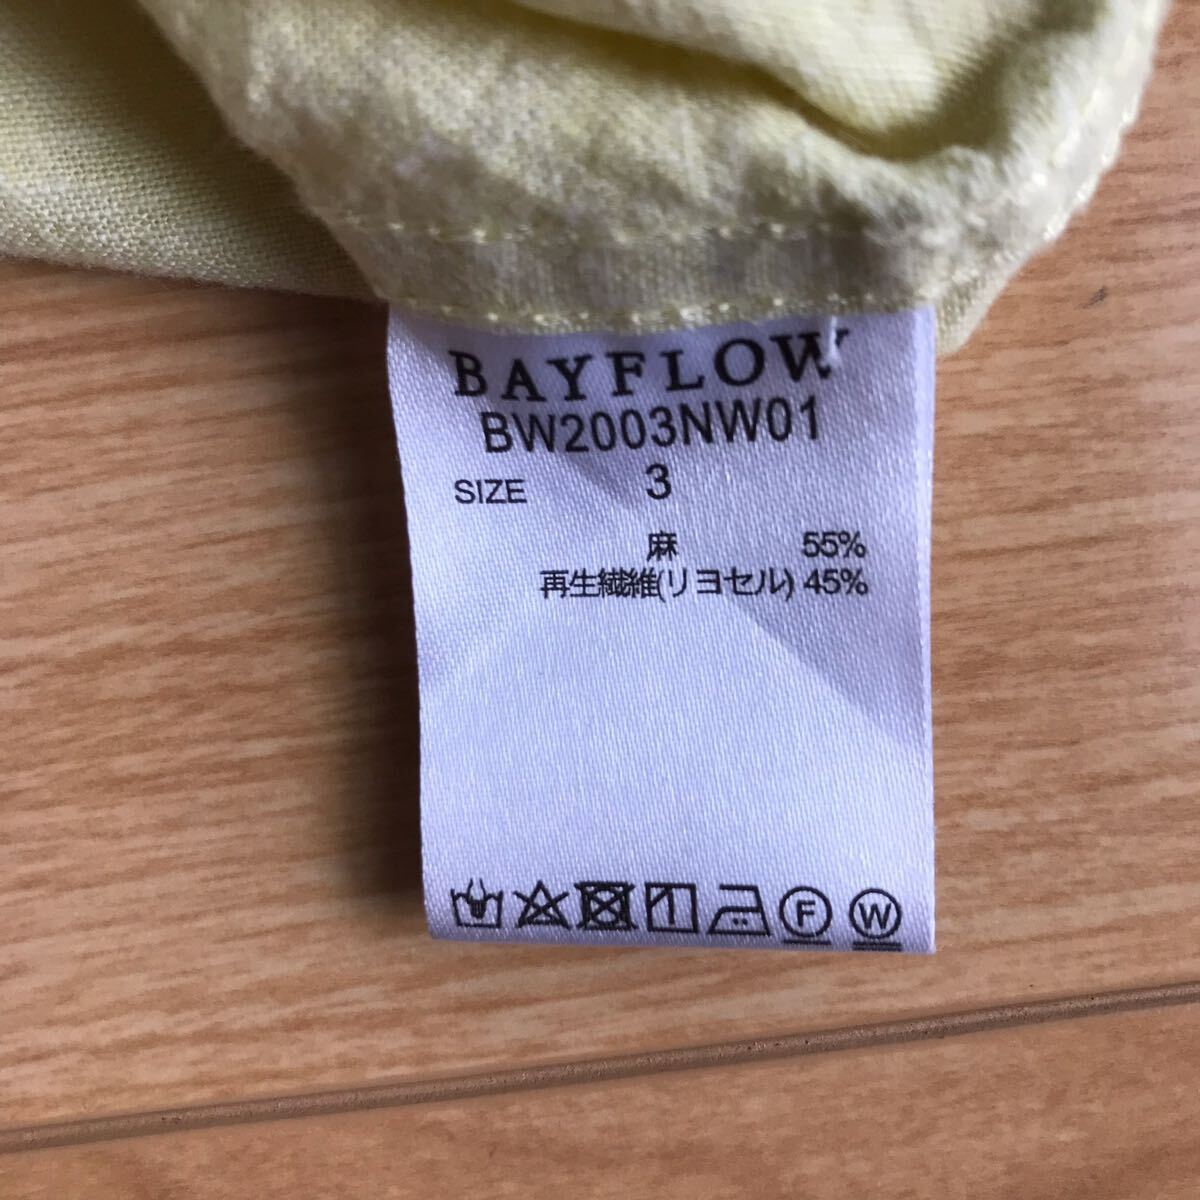 BAYFLOW
BW2003NW01
SIZE 3
麻 55%
再生繊維(リヨセル) 45%
F W